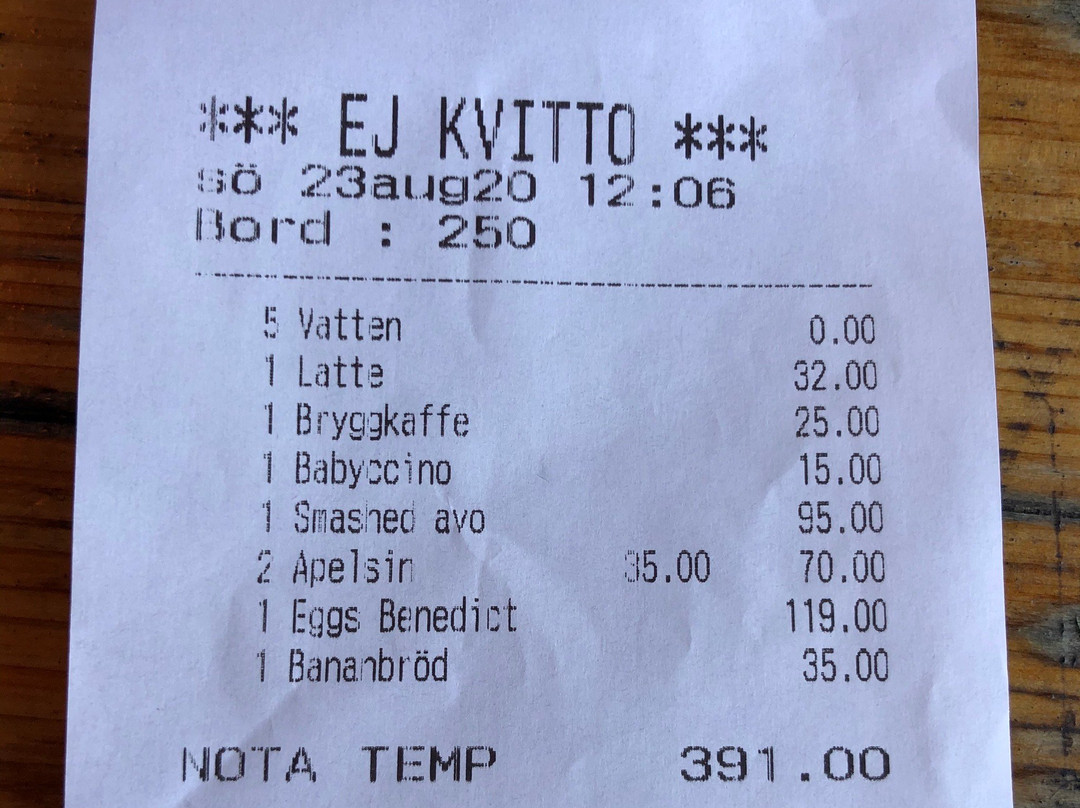 *** EJ KVITTO ***
sö 23aug20 12:06
Bord : 250
5 Vatten 0.00
1 Latte 32.00
1 Bryggkaffe 25.00
1 Babyccino 15.00
1 Smashed avo 95.00
2 Apelsin 35.00 70.00
1 Eggs Benedict 119.00
1 Bananbröd 35.00
NOTA TEMP 391.00